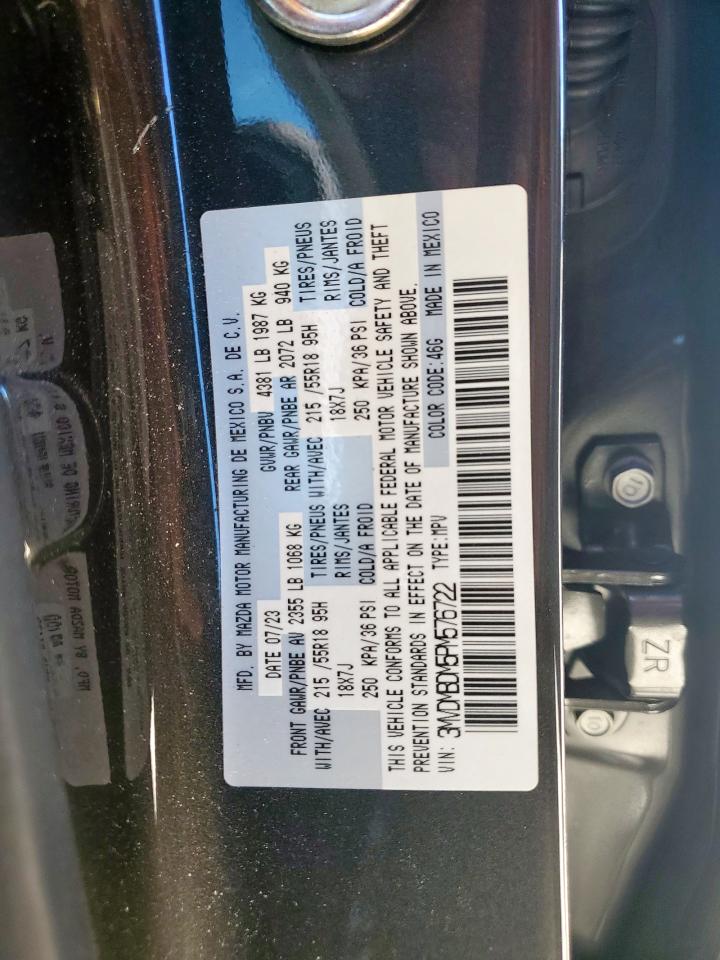 MFD. BY MAZDA MOTOR MANUFACTURING DE MEXICO S.A. DE C.V.
DATE 07/23 GVWR/PNBV 4381 LB 1987 KG
FRONT GAWR/PNBE AV 2355 LB 1068 KG REAR GAWR/PNBE AR 2072 LB 940 KG
WITH/AVEC 215 /55R18 95H TIRES/PNEUS WITH/AVEC 215 /55R18 95H TIRES/PNEUS
18X7J RIMS/JANTES 18X7J RIMS/JANTES
250 KPA/36 PSI COLD/A FROID 250 KPA/36 PSI COLD/A FROID
THIS VEHICLE CONFORMS TO ALL APPLICABLE FEDERAL MOTOR VEHICLE SAFETY AND THEFT
PREVENTION STANDARDS IN EFFECT ON THE DATE OF MANUFACTURE SHOWN ABOVE.
VIN: 3MVDMBDM5PM576722 TYPE:MPV COLOR CODE:46G MADE IN MEXICO
ZR
10
10